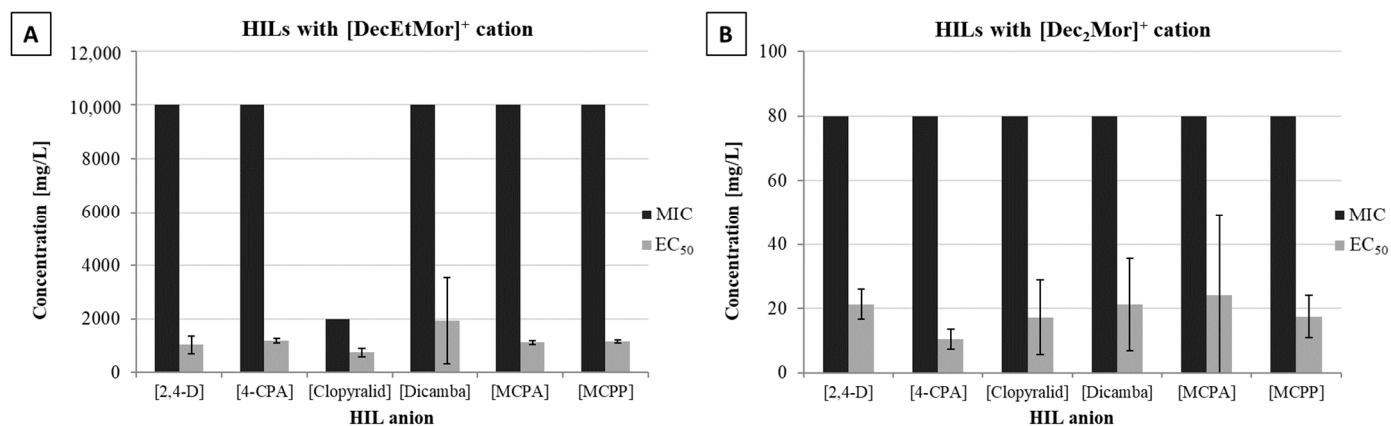 A
HILs with [DecEtMor]+ cation
12,000
10,000
8000
6000
4000
2000
0
Concentration [mg/L]
[2,4-D] [4-CPA] [Clopyralid] [Dicamba] [MCPA] [MCPP]
HIL anion
MIC
EC50
B
HILs with [Dec2Mor]+ cation
100
80
60
40
20
0
Concentration [mg/L]
[2,4-D] [4-CPA] [Clopyralid] [Dicamba] [MCPA] [MCPP]
HIL anion
MIC
EC50